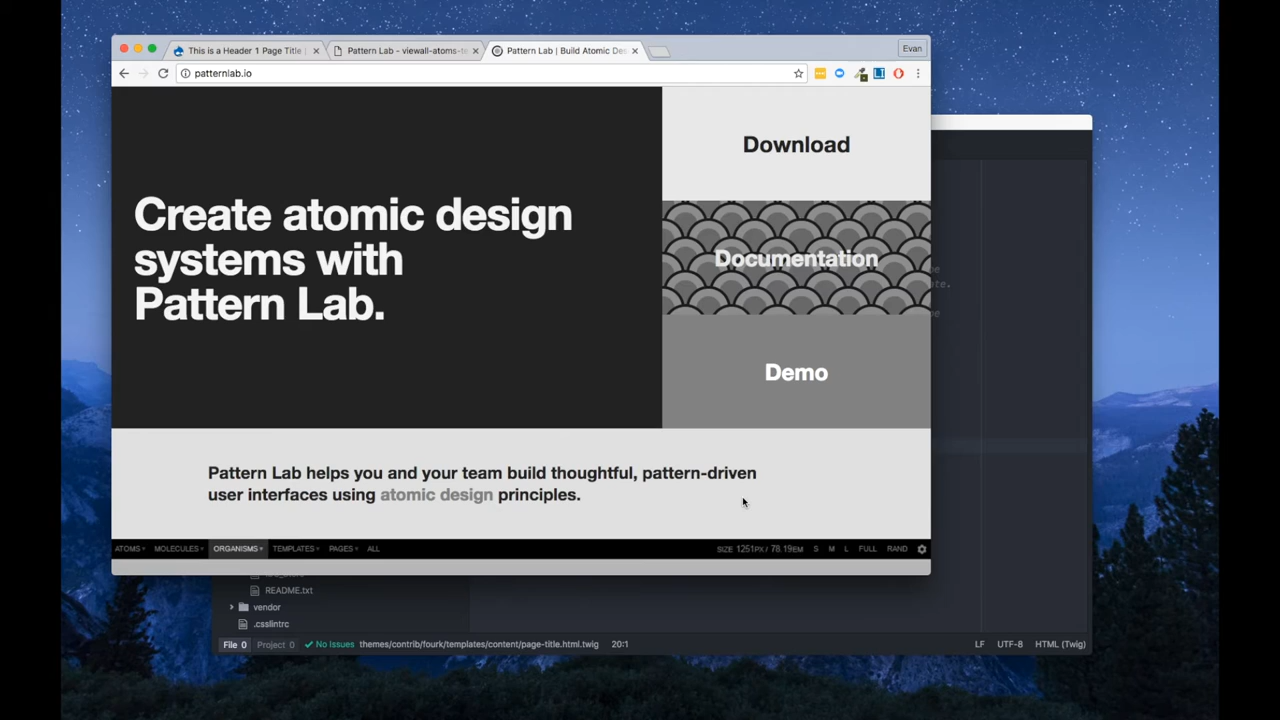 This is a Header 1 Page Title
Pattern Lab - viewall-atoms-te
Pattern Lab | Build Atomic Des
Evan
patternlab.io
Download
Create atomic design
systems with
Pattern Lab.
Documentation
Demo
Pattern Lab helps you and your team build thoughtful, pattern-driven
user interfaces using atomic design principles.
ATOMS MOLECULES ORGANISMS TEMPLATES PAGES ALL SIZE 1251PX / 78.19EM S M L FULL RAND
README.txt
vendor
.csslintrc
File 0 Project 0 No Issues themes/contrib/fourk/templates/content/page-title.html.twig 20:1 LF UTF-8 HTML (Twig)